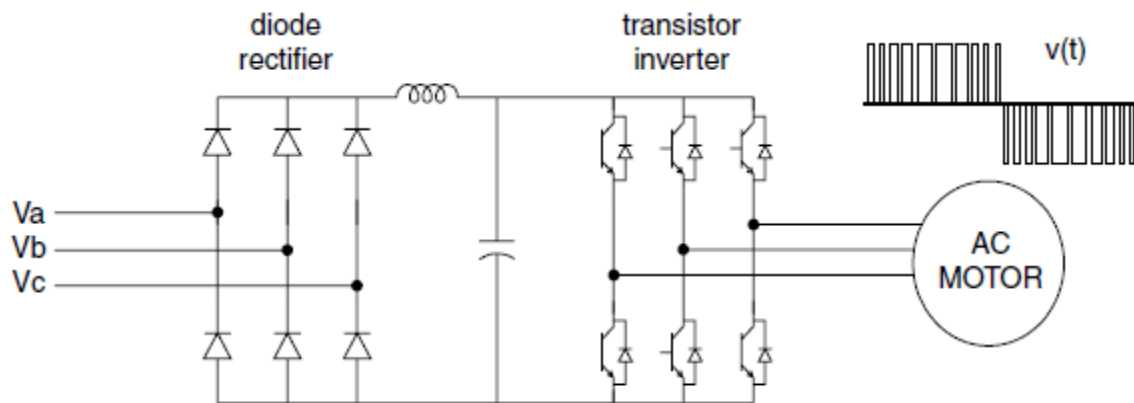 diode
rectifier
transistor
inverter
v(t)
Va
Vb
Vc
AC
MOTOR